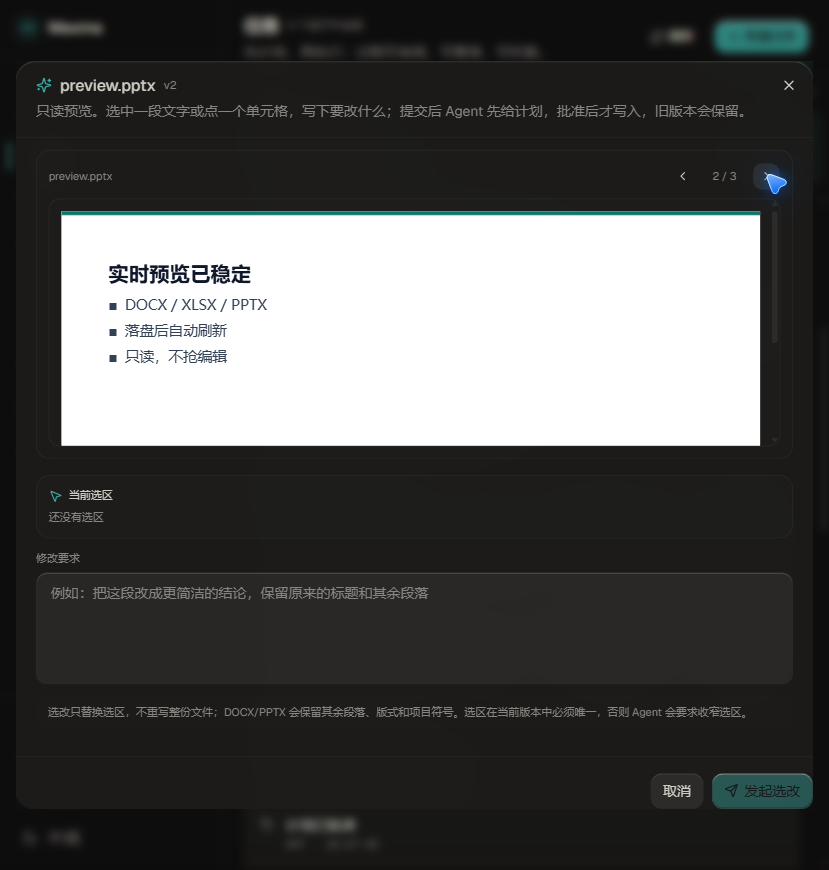 preview.pptx v2
只读预览。选中一段文字或点一个单元格，写下要改什么；提交后 Agent 先给计划，批准后才写入，旧版本会保留。
preview.pptx 2 / 3
实时预览已稳定
■ DOCX / XLSX / PPTX
■ 落盘后自动刷新
■ 只读，不抢编辑
当前选区
还没有选区
修改要求
例如：把这段改成更简洁的结论，保留原来的标题和其余段落
选改只替换选区，不重写整份文件；DOCX/PPTX 会保留其余段落、版式和项目符号。选区在当前版本中必须唯一，否则 Agent 会要求收窄选区。
取消 发起选改